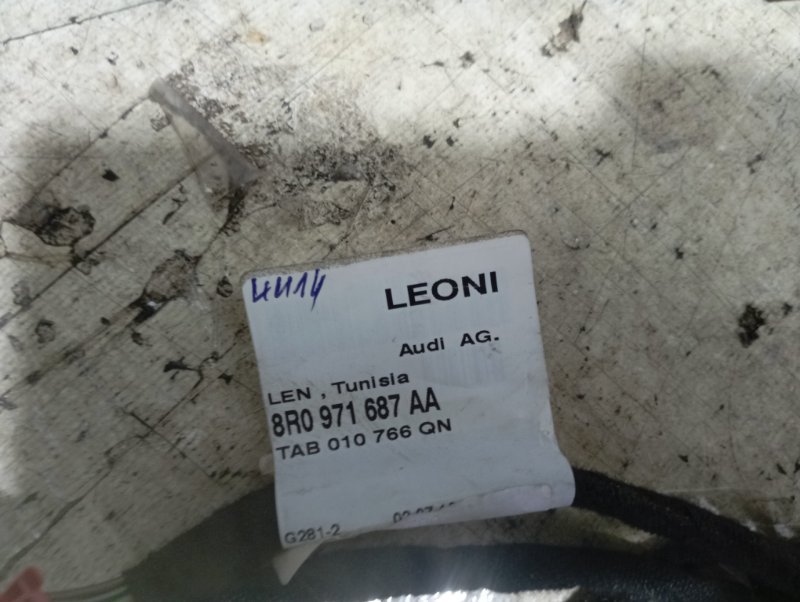 4414
LEONI
Audi AG.
LEN , Tunisia
8R0 971 687 AA
TAB 010 766 QN
G281-2